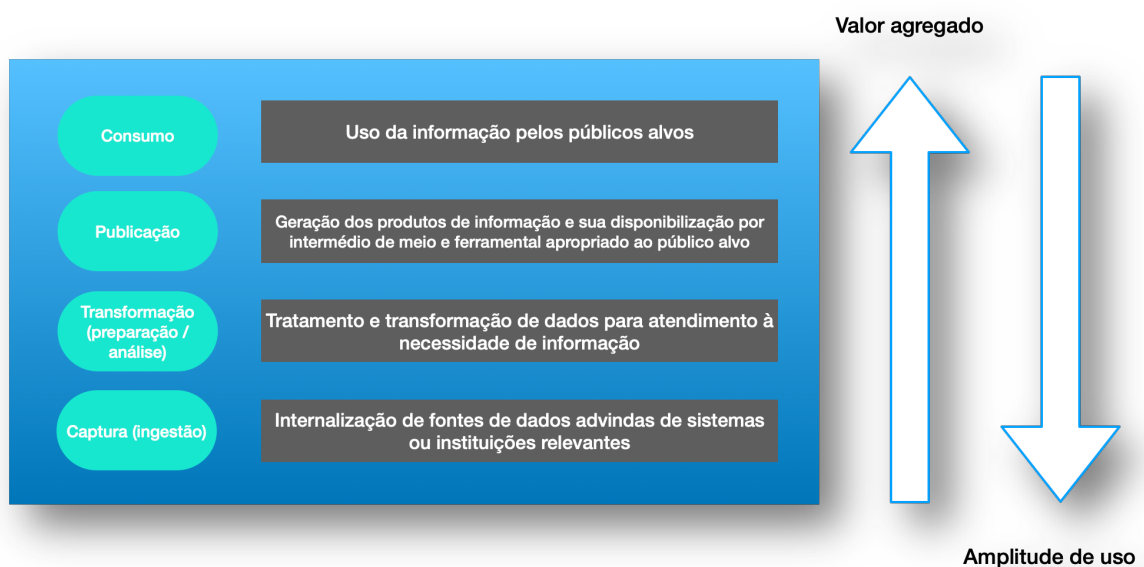 Valor agregado
Consumo
Uso da informação pelos públicos alvos
Publicação
Geração dos produtos de informação e sua disponibilização por
intermédio de meio e ferramental apropriado ao público alvo
Transformação
(preparação /
análise)
Tratamento e transformação de dados para atendimento à
necessidade de informação
Captura (ingestão)
Internalização de fontes de dados advindas de sistemas
ou instituições relevantes
Amplitude de uso